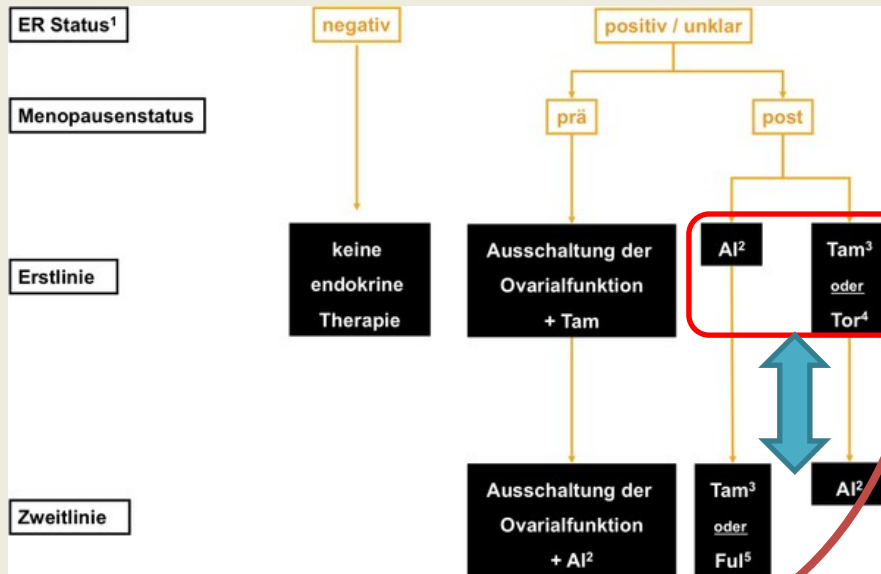 ER Status¹
negativ
positiv / unklar
Menopausenstatus
prä
post
Erstlinie
keine
endokrine
Therapie
Ausschaltung der
Ovarialfunktion
+ Tam
AI²
Tam³
oder
Tor⁴
Zweitlinie
Ausschaltung der
Ovarialfunktion
+ AI²
Tam³
oder
Ful⁵
AI²